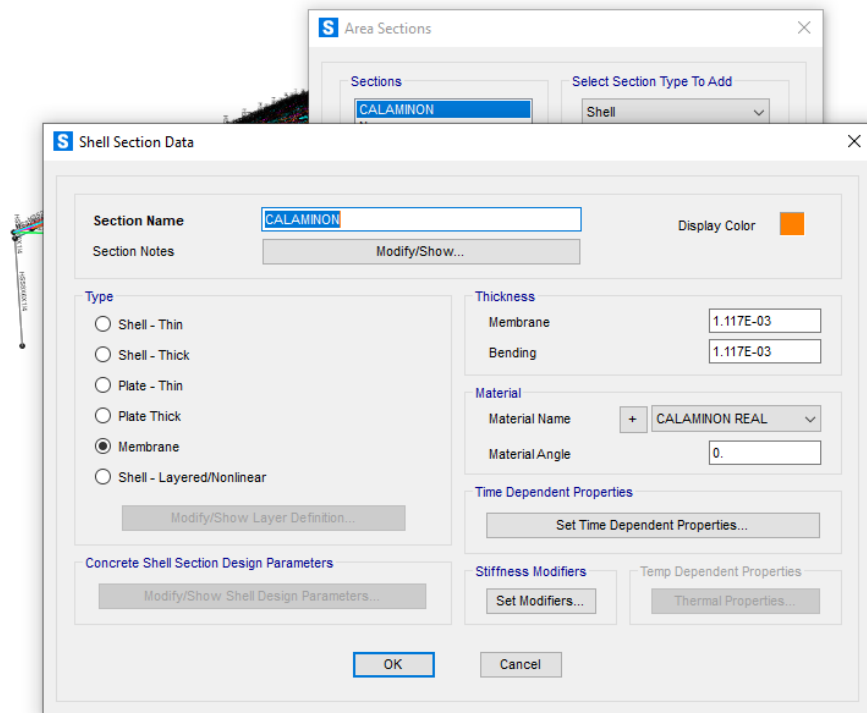 S Area Sections
Sections
Select Section Type To Add
CALAMINON
Shell
S Shell Section Data
Section Name
CALAMINON
Display Color
Section Notes
Modify/Show...
Type
Shell - Thin
Shell - Thick
Plate - Thin
Plate Thick
Membrane
Shell - Layered/Nonlinear
Modify/Show Layer Definition...
Thickness
Membrane
1.117E-03
Bending
1.117E-03
Material
Material Name
+
CALAMINON REAL
Material Angle
0.
Time Dependent Properties
Set Time Dependent Properties...
Concrete Shell Section Design Parameters
Modify/Show Shell Design Parameters...
Stiffness Modifiers
Set Modifiers...
Temp Dependent Properties
Thermal Properties...
OK
Cancel